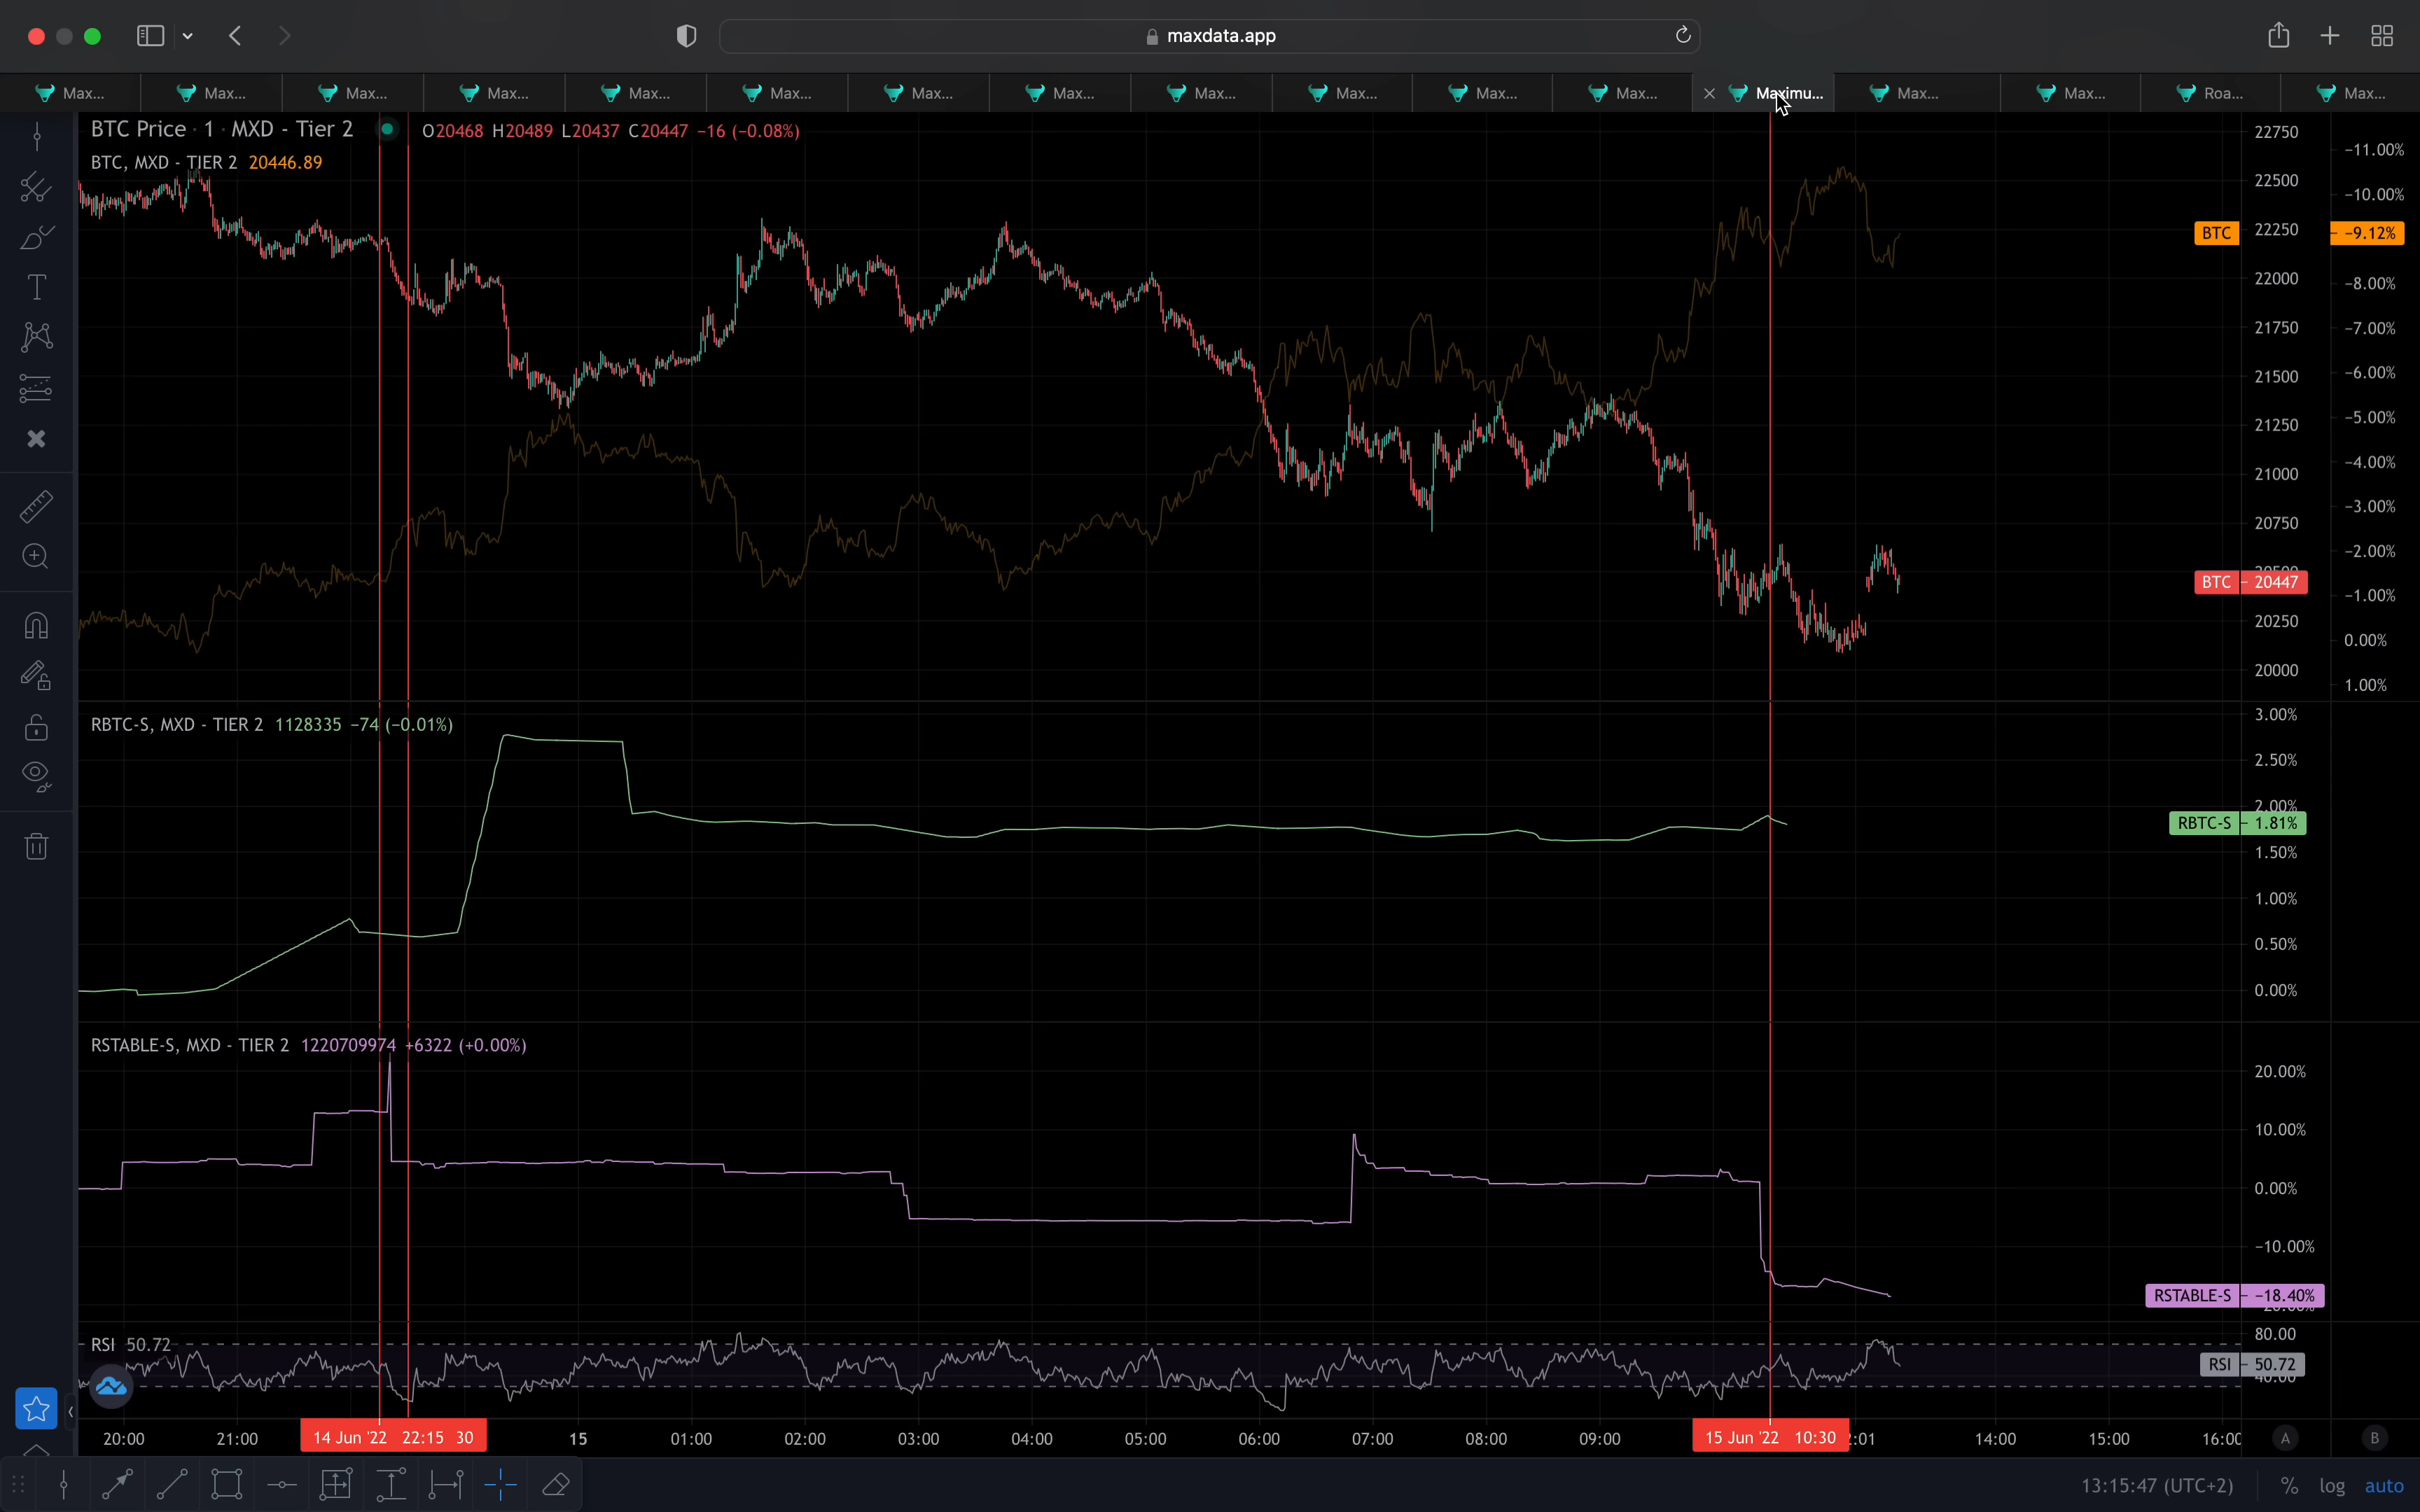 maxdata.app
Max... Max... Max... Max... Max... Max... Max... Max... Max... Max... Max... Max... Maximu... Max... Max... Roa... Max...
BTC Price · 1 · MXD - Tier 2 O20468 H20489 L20437 C20447 −16 (−0.08%)
BTC, MXD - TIER 2 20446.89
22750
22500
BTC 22250
22000
21750
21500
21250
21000
20750
BTC 20447
20250
20000
−11.00%
−10.00%
−9.12%
−8.00%
−7.00%
−6.00%
−5.00%
−4.00%
−3.00%
−2.00%
−1.00%
0.00%
1.00%
RBTC-S, MXD - TIER 2 1128335 −74 (−0.01%)
3.00%
2.50%
2.00%
RBTC-S 1.81%
1.50%
1.00%
0.50%
0.00%
RSTABLE-S, MXD - TIER 2 1220709974 +6322 (+0.00%)
20.00%
10.00%
0.00%
−10.00%
RSTABLE-S −18.40%
RSI 50.72
80.00
RSI 50.72
40.00
20:00 21:00 14 Jun '22 22:15 30 15 01:00 02:00 03:00 04:00 05:00 06:00 07:00 08:00 09:00 15 Jun '22 10:30 :01 14:00 15:00 16:00 A B
13:15:47 (UTC+2) % log auto